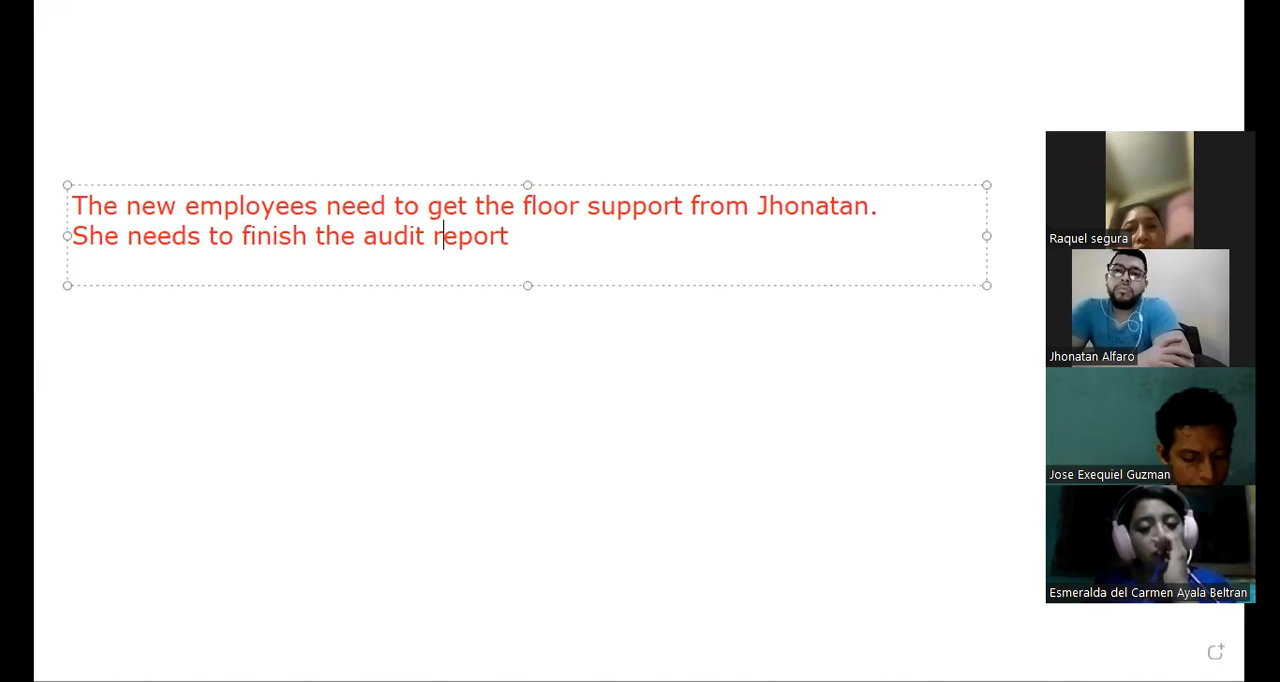 The new employees need to get the floor support from Jhonatan.
She needs to finish the audit report
Raquel segura
Jhonatan Alfaro
Jose Exequiel Guzman
Esmeralda del Carmen Ayala Beltran